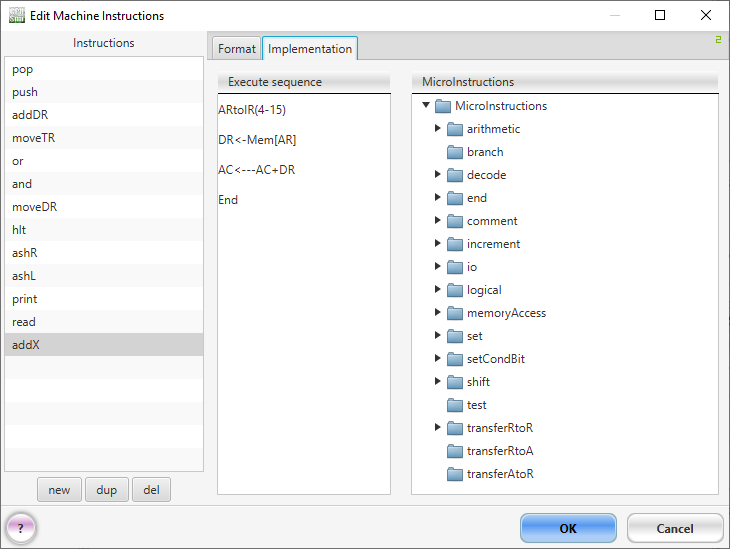 Edit Machine Instructions
Instructions
pop
push
addDR
moveTR
or
and
moveDR
hlt
ashR
ashL
print
read
addX
new dup del
Format Implementation
2
Execute sequence
ARtoIR(4-15)
DR<-Mem[AR]
AC<---AC+DR
End
MicroInstructions
MicroInstructions
arithmetic
branch
decode
end
comment
increment
io
logical
memoryAccess
set
setCondBit
shift
test
transferRtoR
transferRtoA
transferAtoR
?
OK Cancel